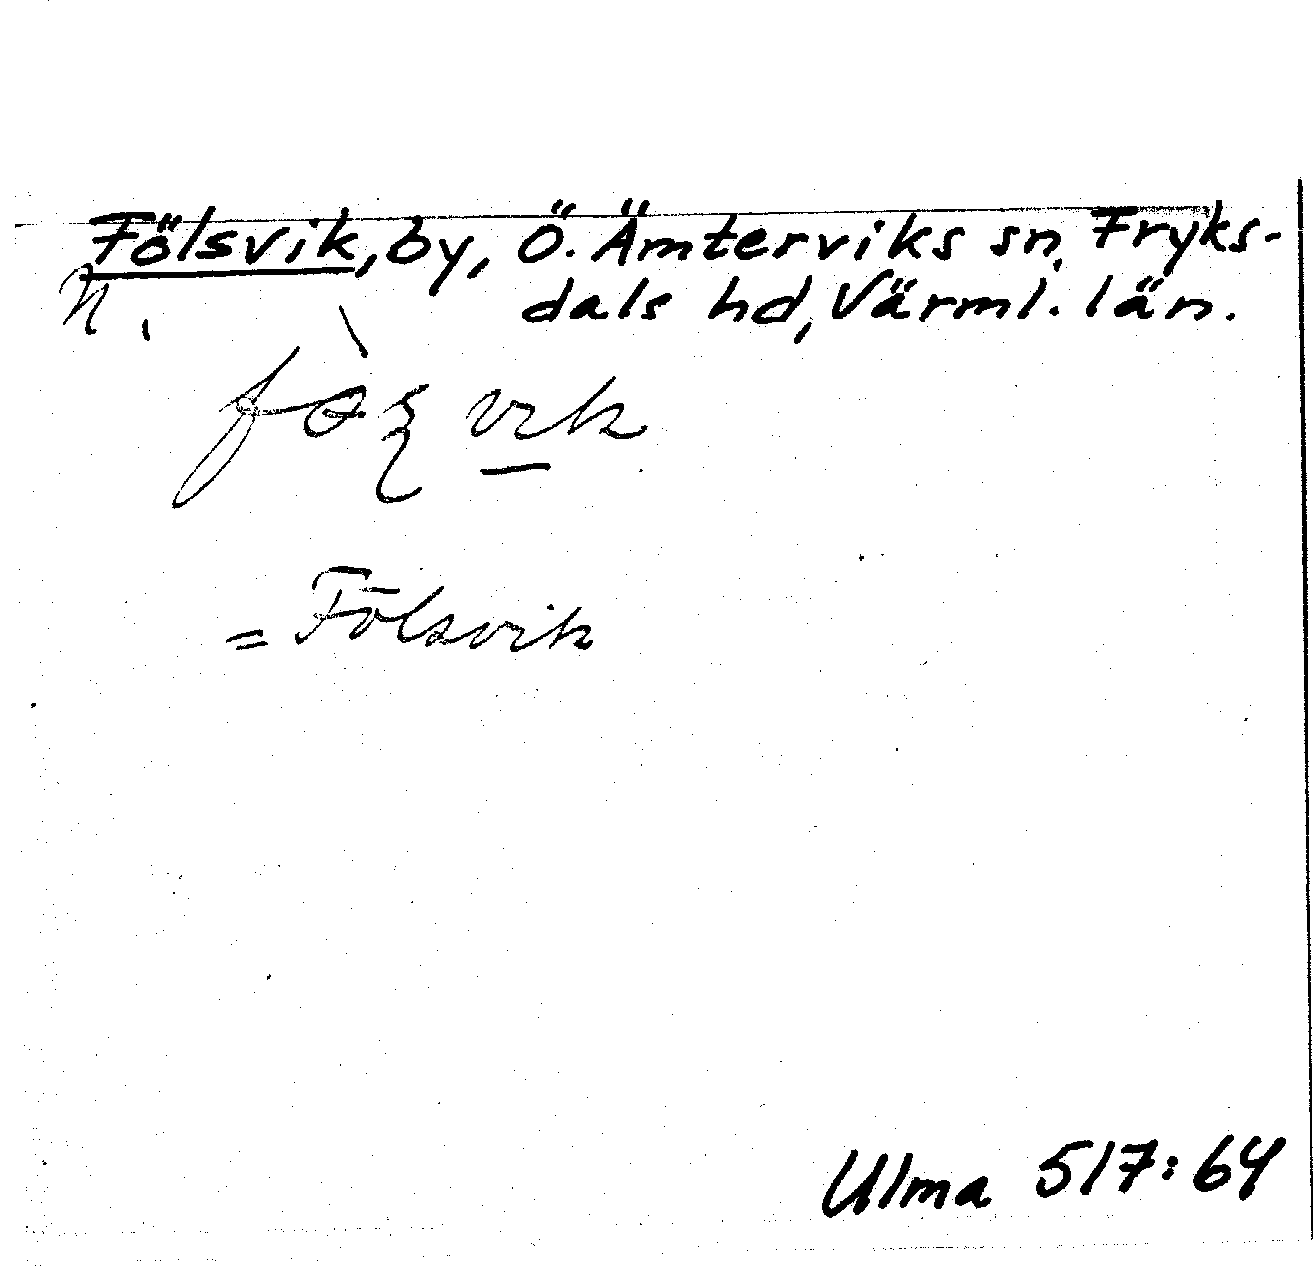 Fölsvik, by, Ö. Ämterviks sn, Fryks-
dals hd, Värml. län.
= Fölsvik
Ulma 517:64